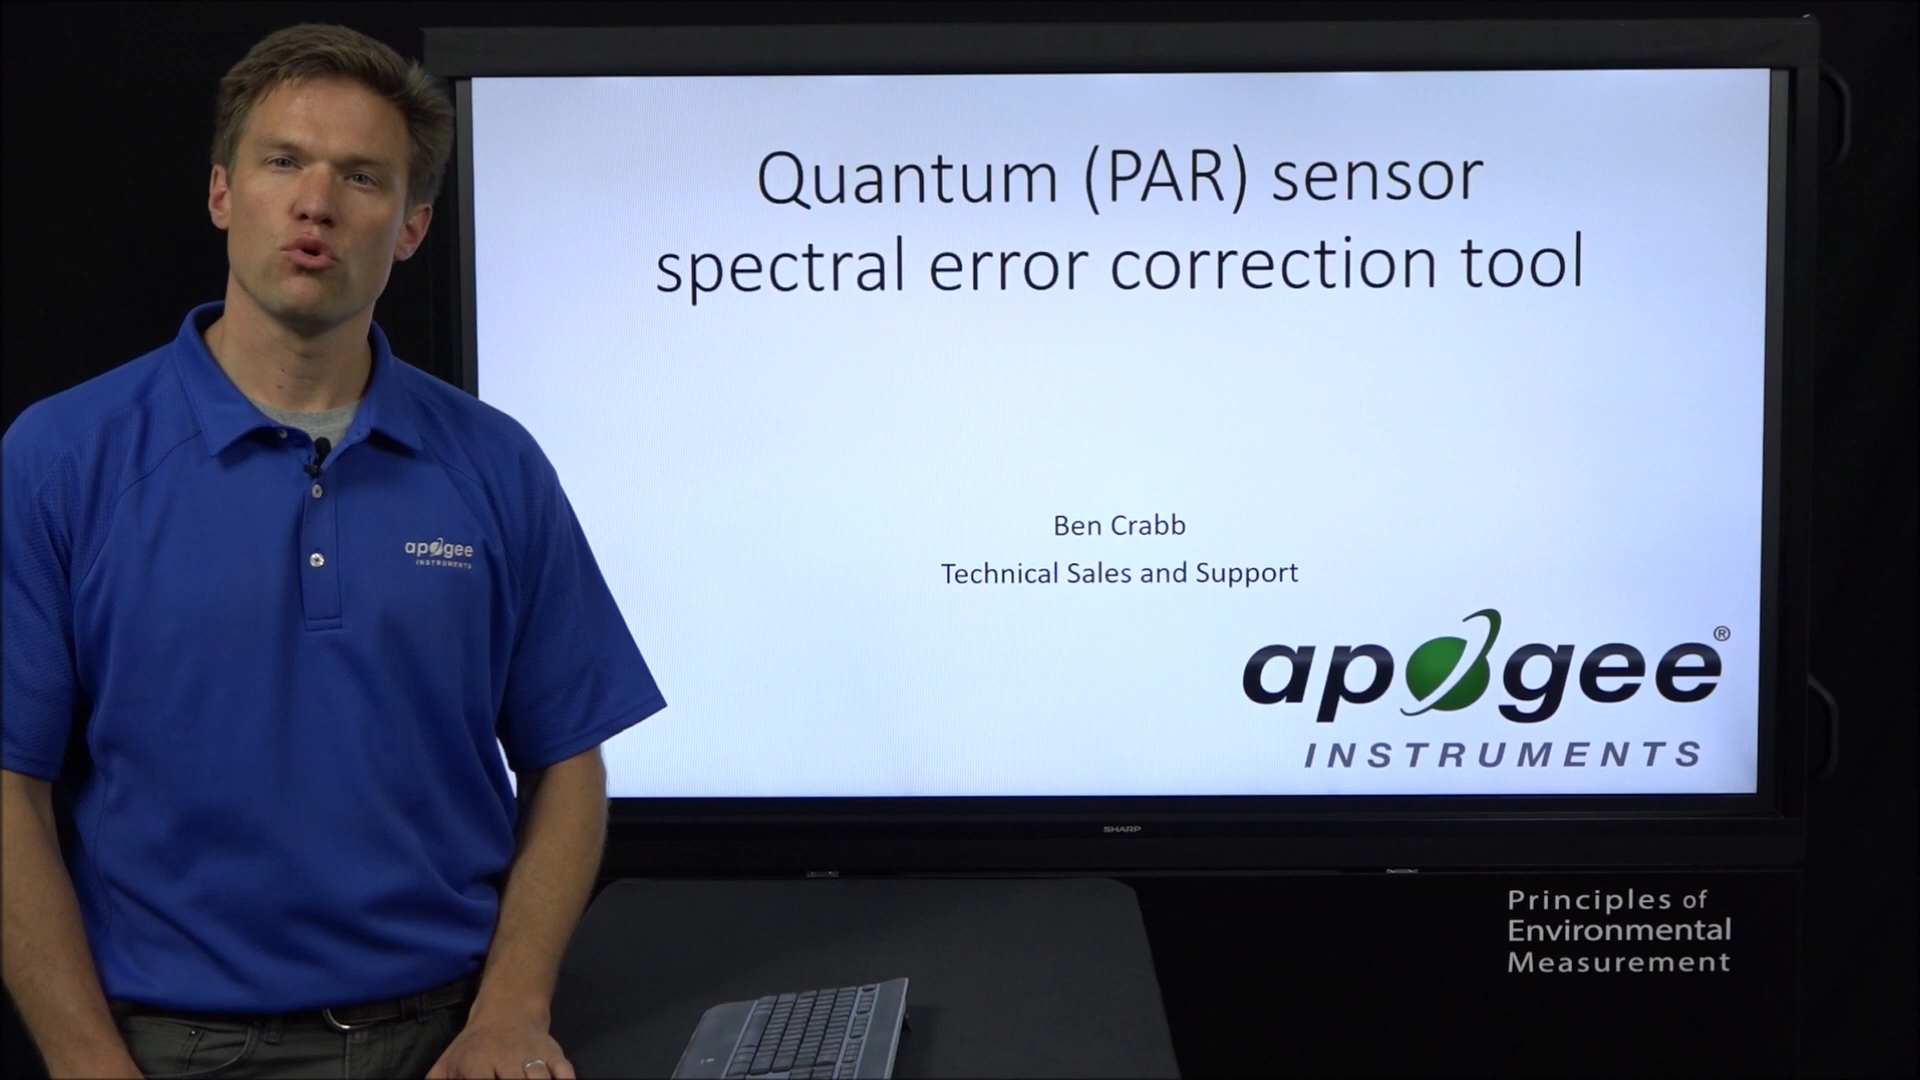 Quantum (PAR) sensor
spectral error correction tool
Ben Crabb
Technical Sales and Support
apogee®
INSTRUMENTS
apogee
INSTRUMENTS
SHARP
Principles of
Environmental
Measurement